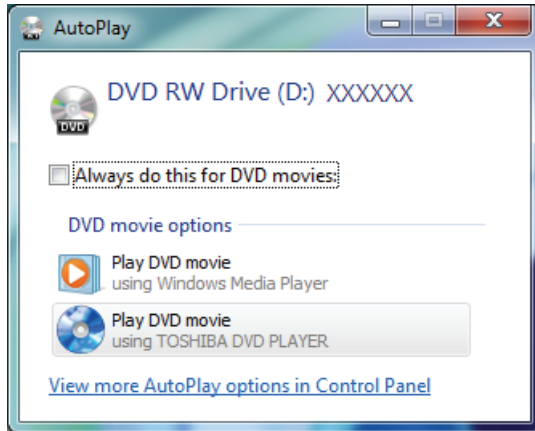 AutoPlay
DVD RW Drive (D:) XXXXXX
DVD
Always do this for DVD movies:
DVD movie options
Play DVD movie
using Windows Media Player
Play DVD movie
using TOSHIBA DVD PLAYER
View more AutoPlay options in Control Panel